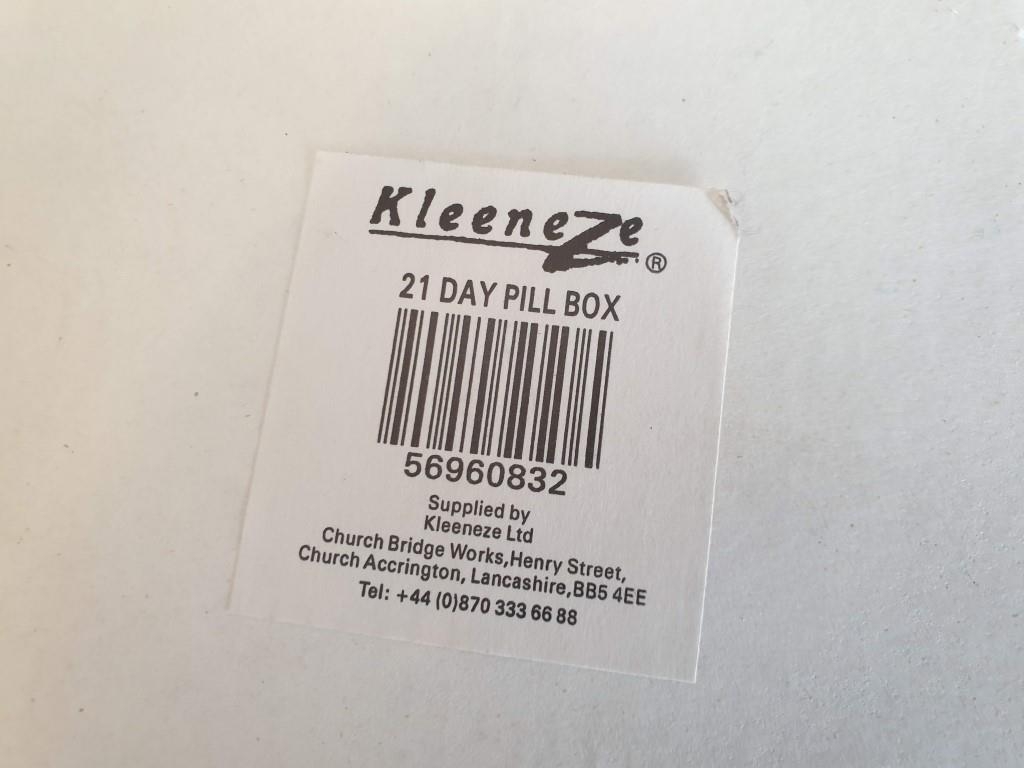 Kleeneze ®
21 DAY PILL BOX
56960832
Supplied by
Kleeneze Ltd
Church Bridge Works,Henry Street,
Church Accrington, Lancashire,BB5 4EE
Tel: +44 (0)870 333 66 88